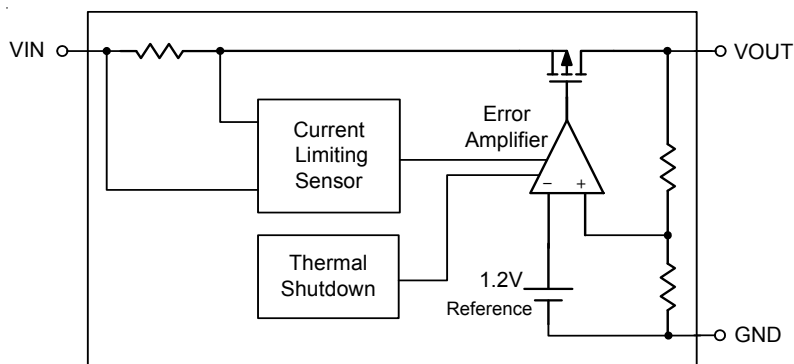 VIN
VOUT
Error
Amplifier
Current
Limiting
Sensor
− +
Thermal
Shutdown
1.2V
Reference
GND